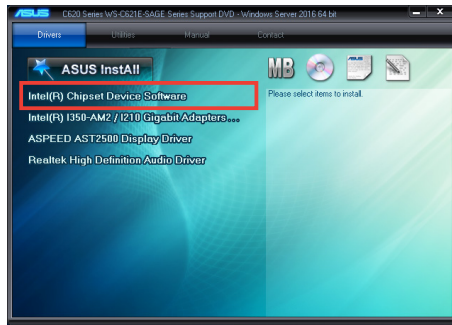 ASUS C620 Series WS-C621E-SAGE Series Support DVD - Windows Server 2016 64 bit
Drivers Utilities Manual Contact
ASUS InstAll
MB
Intel(R) Chipset Device Software
Please select items to install.
Intel(R) I350-AM2 / I210 Gigabit Adapters...
ASPEED AST2500 Display Driver
Realtek High Definition Audio Driver